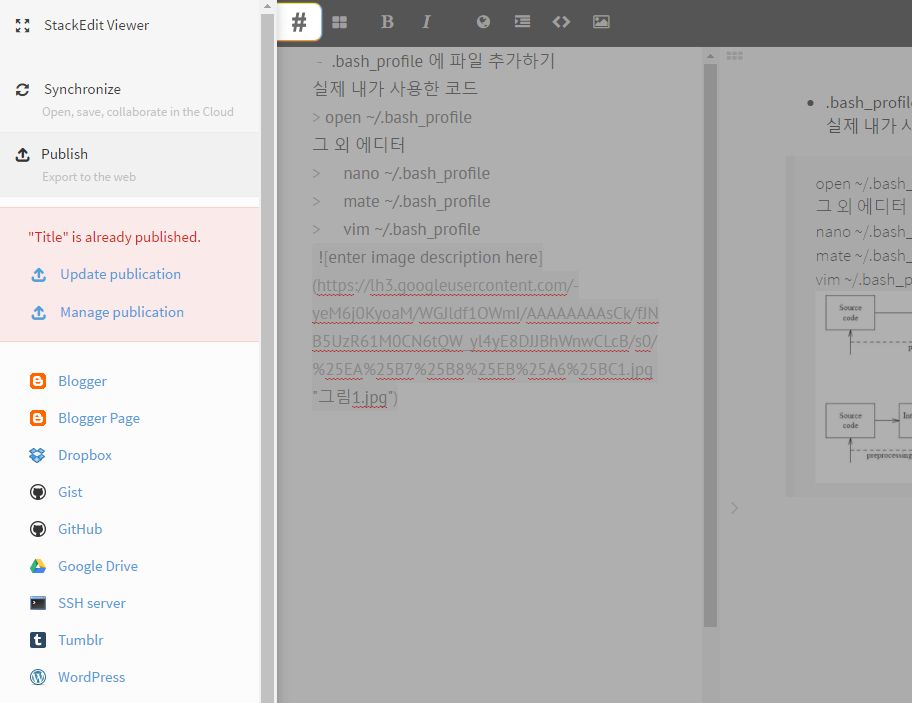 StackEdit Viewer
Synchronize
Open, save, collaborate in the Cloud
Publish
Export to the web
"Title" is already published.
Update publication
Manage publication
Blogger
Blogger Page
Dropbox
Gist
GitHub
Google Drive
SSH server
Tumblr
WordPress
#
B I
- .bash_profile 에 파일 추가하기
실제 내가 사용한 코드
> open ~/.bash_profile
그 외 에디터
> nano ~/.bash_profile
> mate ~/.bash_profile
> vim ~/.bash_profile
![enter image description here]
(https://lh3.googleusercontent.com/-
yeM6j0KyoaM/WGJldf1OWmI/AAAAAAAAsCk/fJN
B5UzR61M0CN6tQW_yl4yE8DJJBhWnwCLcB/s0/
%25EA%25B7%25B8%25EB%25A6%25BC1.jpg
"그림1.jpg")
• .bash_profil
실제 내가 시
open ~/.bash_
그 외 에디터
nano ~/.bash_
mate ~/.bash_
vim ~/.bash_p
Source
code
Source
code
preprocessing